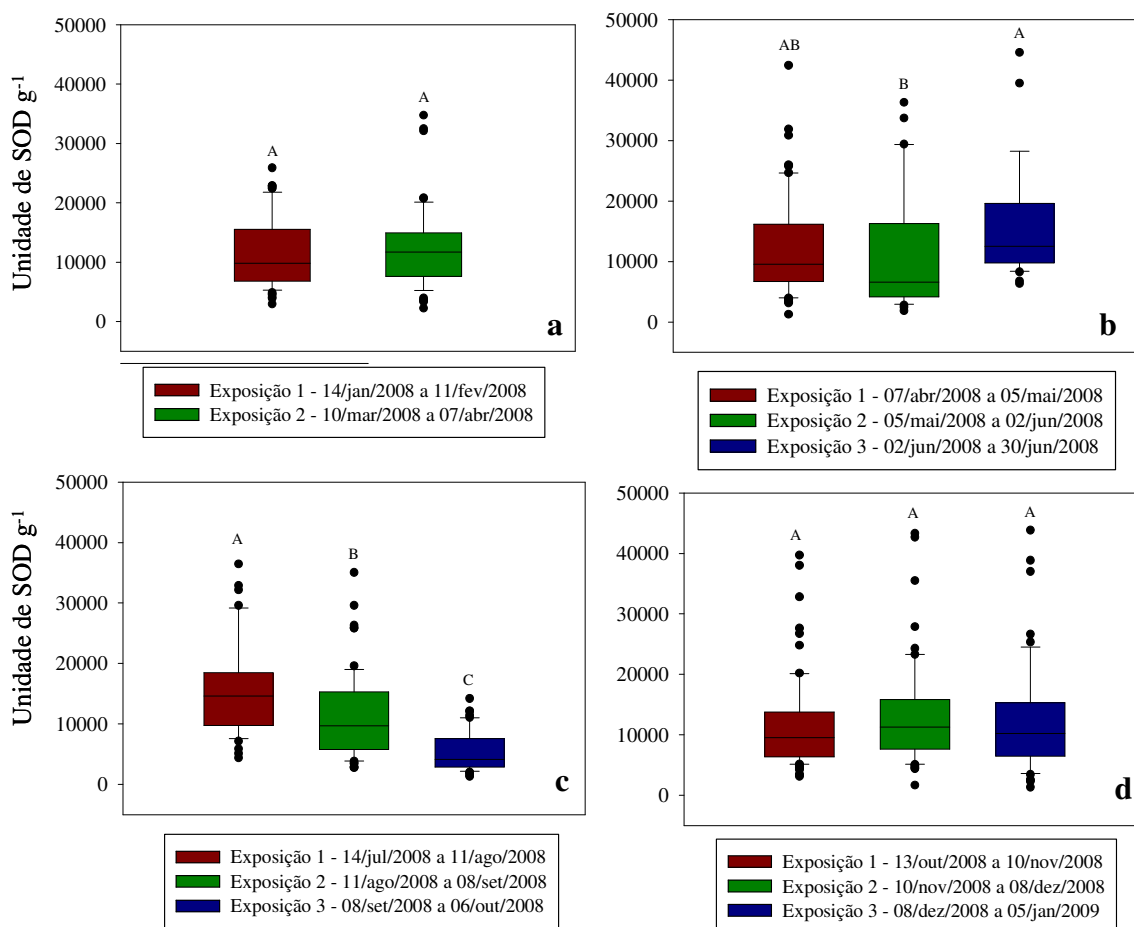 Unidade de SOD g-1
50000
40000
30000
20000
10000
0
A
A
a
Exposição 1 - 14/jan/2008 a 11/fev/2008
Exposição 2 - 10/mar/2008 a 07/abr/2008
50000
40000
30000
20000
10000
0
AB
B
A
b
Exposição 1 - 07/abr/2008 a 05/mai/2008
Exposição 2 - 05/mai/2008 a 02/jun/2008
Exposição 3 - 02/jun/2008 a 30/jun/2008
Unidade de SOD g-1
50000
40000
30000
20000
10000
0
A
B
C
c
Exposição 1 - 14/jul/2008 a 11/ago/2008
Exposição 2 - 11/ago/2008 a 08/set/2008
Exposição 3 - 08/set/2008 a 06/out/2008
50000
40000
30000
20000
10000
0
A
A
A
d
Exposição 1 - 13/out/2008 a 10/nov/2008
Exposição 2 - 10/nov/2008 a 08/dez/2008
Exposição 3 - 08/dez/2008 a 05/jan/2009